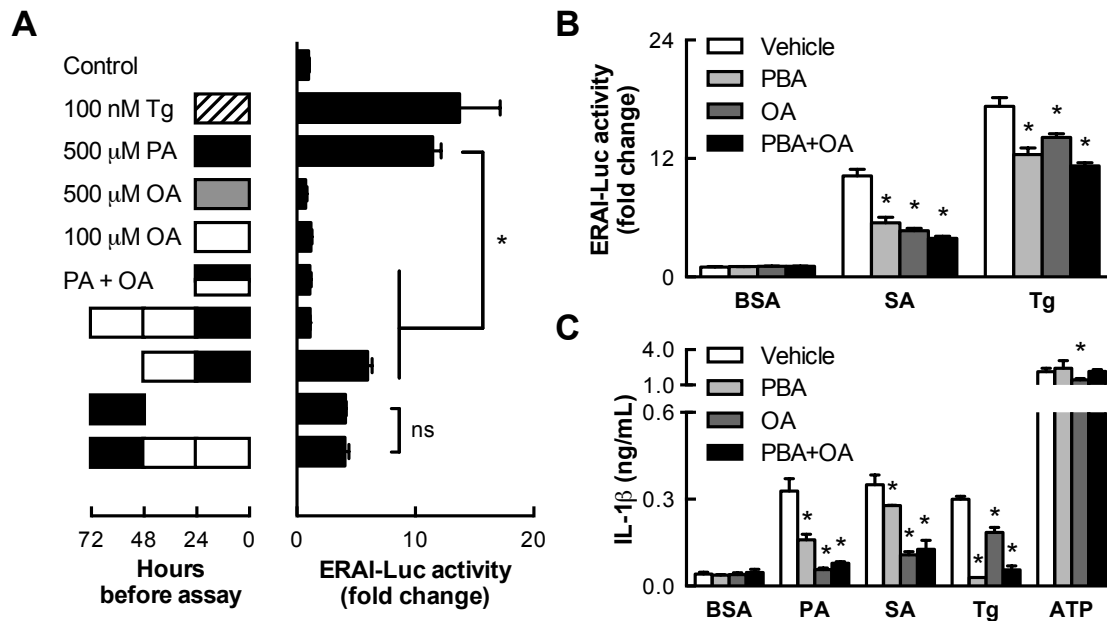 A
Control
100 nM Tg
500 μM PA
500 μM OA
100 μM OA
PA + OA
*
ns
72 48 24 0
Hours
before assay
0 10 20
ERAI-Luc activity
(fold change)
B
ERAI-Luc activity
(fold change)
24
12
0
Vehicle
PBA
OA
PBA+OA
* * *
* * *
BSA SA Tg
C
IL-1β (ng/mL)
4.0
1.0
0.6
0.3
0.0
Vehicle
PBA
OA
PBA+OA
* * *
* * *
* * *
*
BSA PA SA Tg ATP